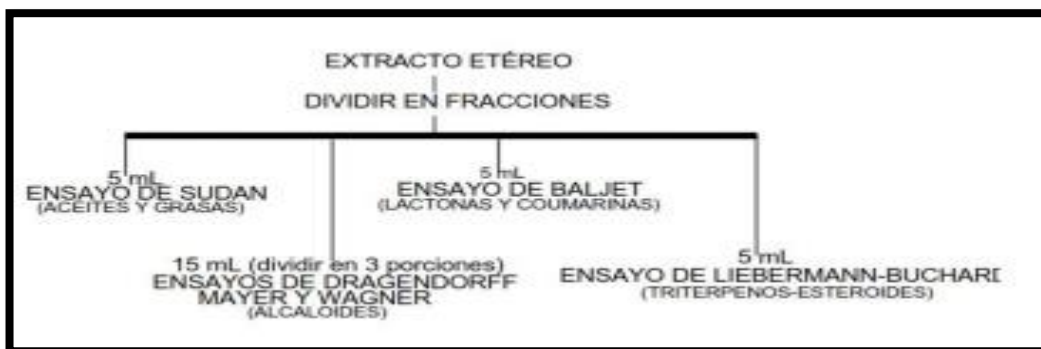 EXTRACTO ETÉREO
DIVIDIR EN FRACCIONES
5 mL
ENSAYO DE SUDAN
(ACEITES Y GRASAS)
5 mL
ENSAYO DE BALJET
(LACTONAS Y COUMARINAS)
15 mL (dividir en 3 porciones)
ENSAYOS DE DRAGENDORFF
MAYER Y WAGNER
(ALCALOIDES)
5 mL
ENSAYO DE LIEBERMANN-BUCHARD
(TRITERPENOS-ESTEROIDES)